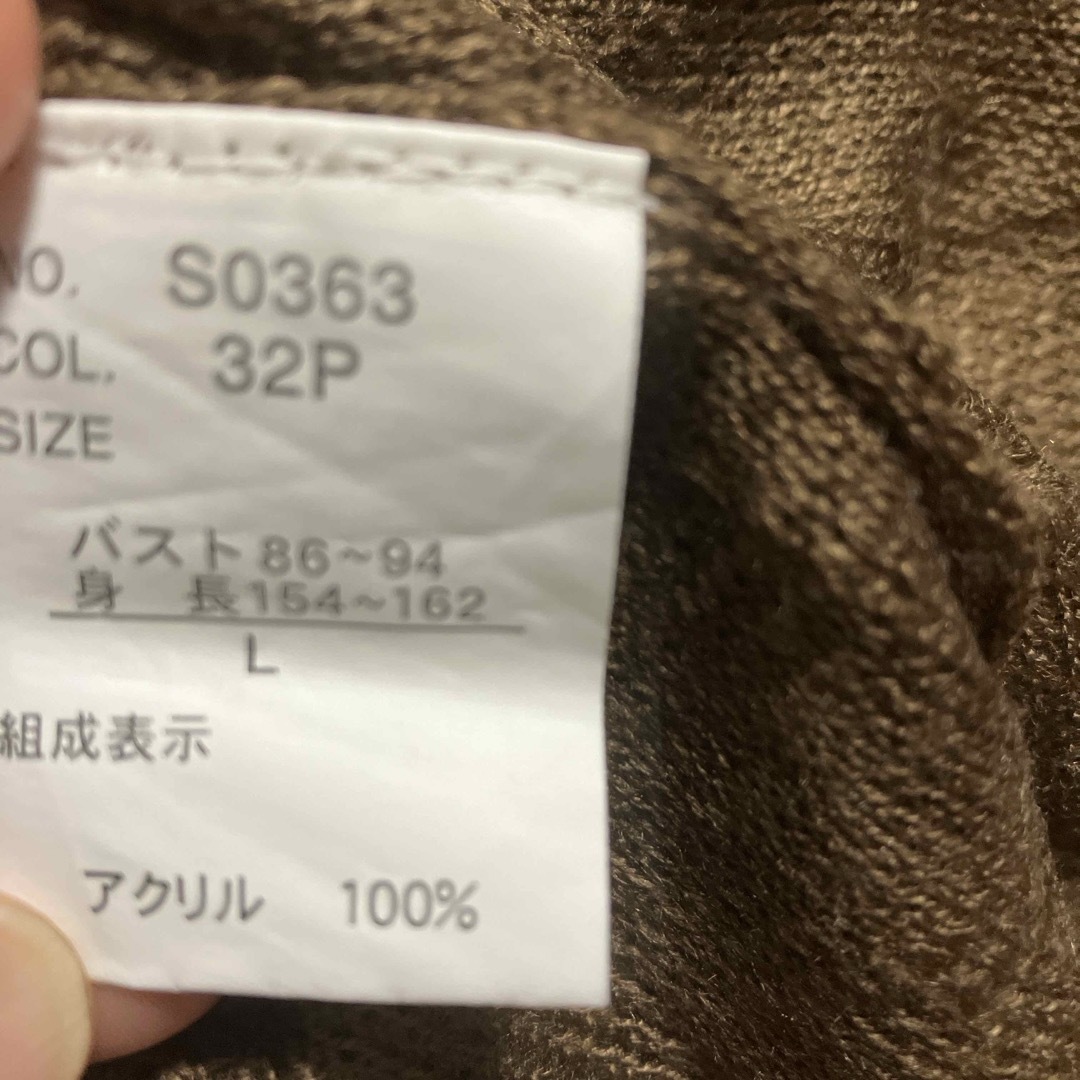 NO. S0363
COL. 32P
SIZE
バスト86~94
身 長154~162
L
組成表示
アクリル 100%